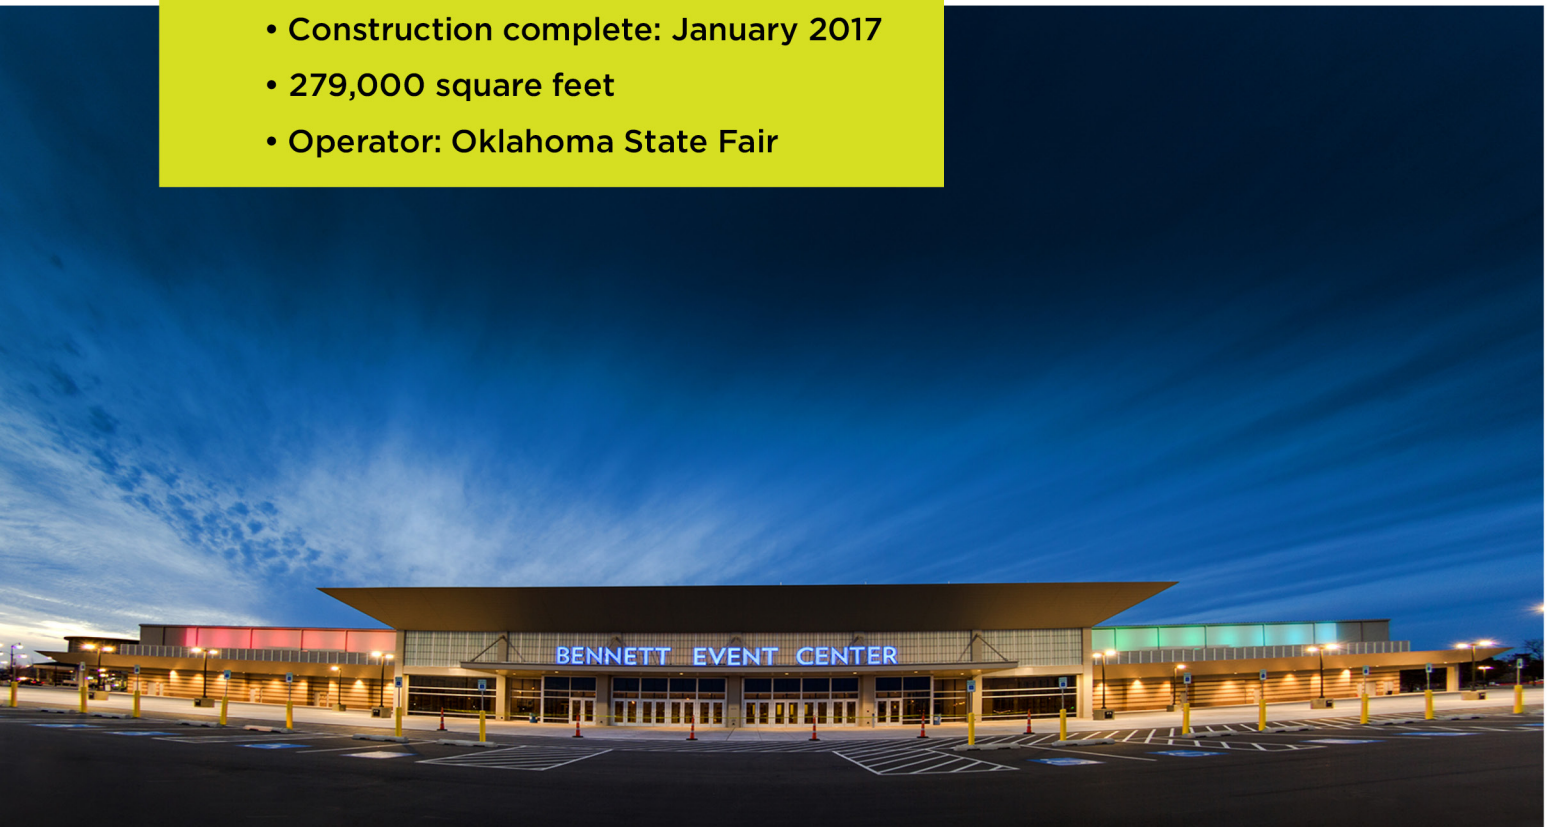 • Construction complete: January 2017
• 279,000 square feet
• Operator: Oklahoma State Fair
BENNETT EVENT CENTER